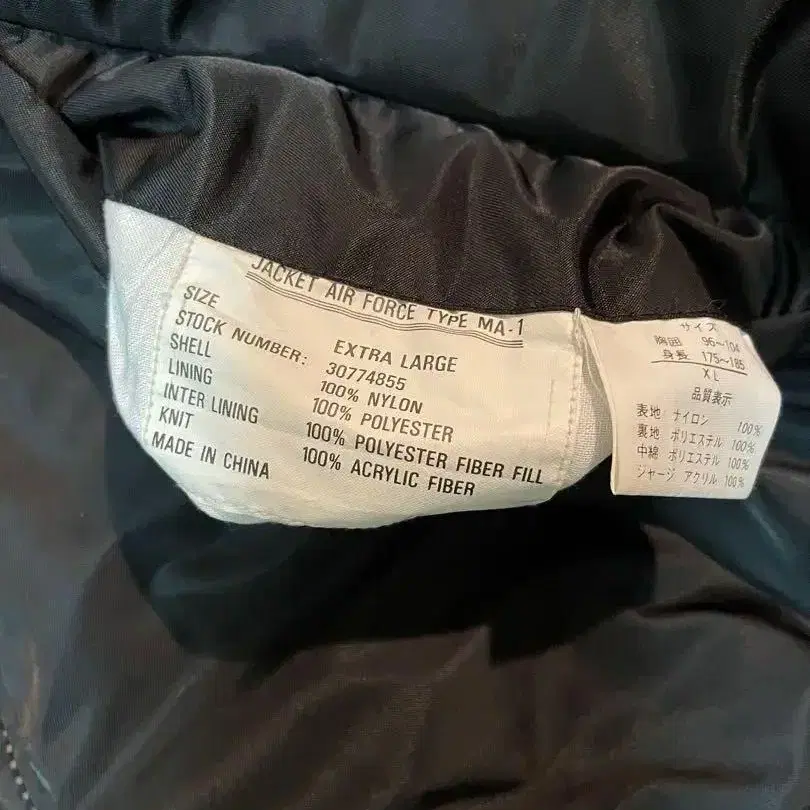 JACKET AIR FORCE TYPE MA-1
SIZE EXTRA LARGE
STOCK NUMBER: 30774855
SHELL 100% NYLON
LINING 100% POLYESTER
INTER LINING 100% POLYESTER FIBER FILL
KNIT 100% ACRYLIC FIBER
MADE IN CHINA
サイズ
胸囲 96~104
身長 175~185
XL
品質表示
表地 ナイロン 100%
裏地 ポリエステル 100%
中綿 ポリエステル 100%
ジャージ アクリル 100%